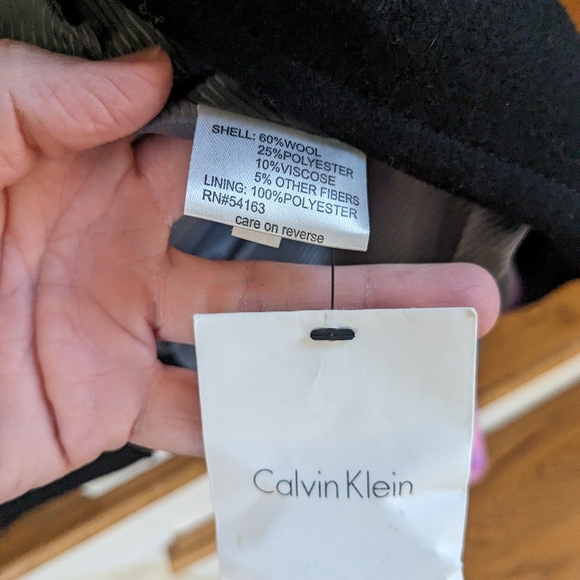 SHELL: 60%WOOL
25%POLYESTER
10%VISCOSE
5% OTHER FIBERS
LINING: 100%POLYESTER
RN#54163
care on reverse
Calvin Klein